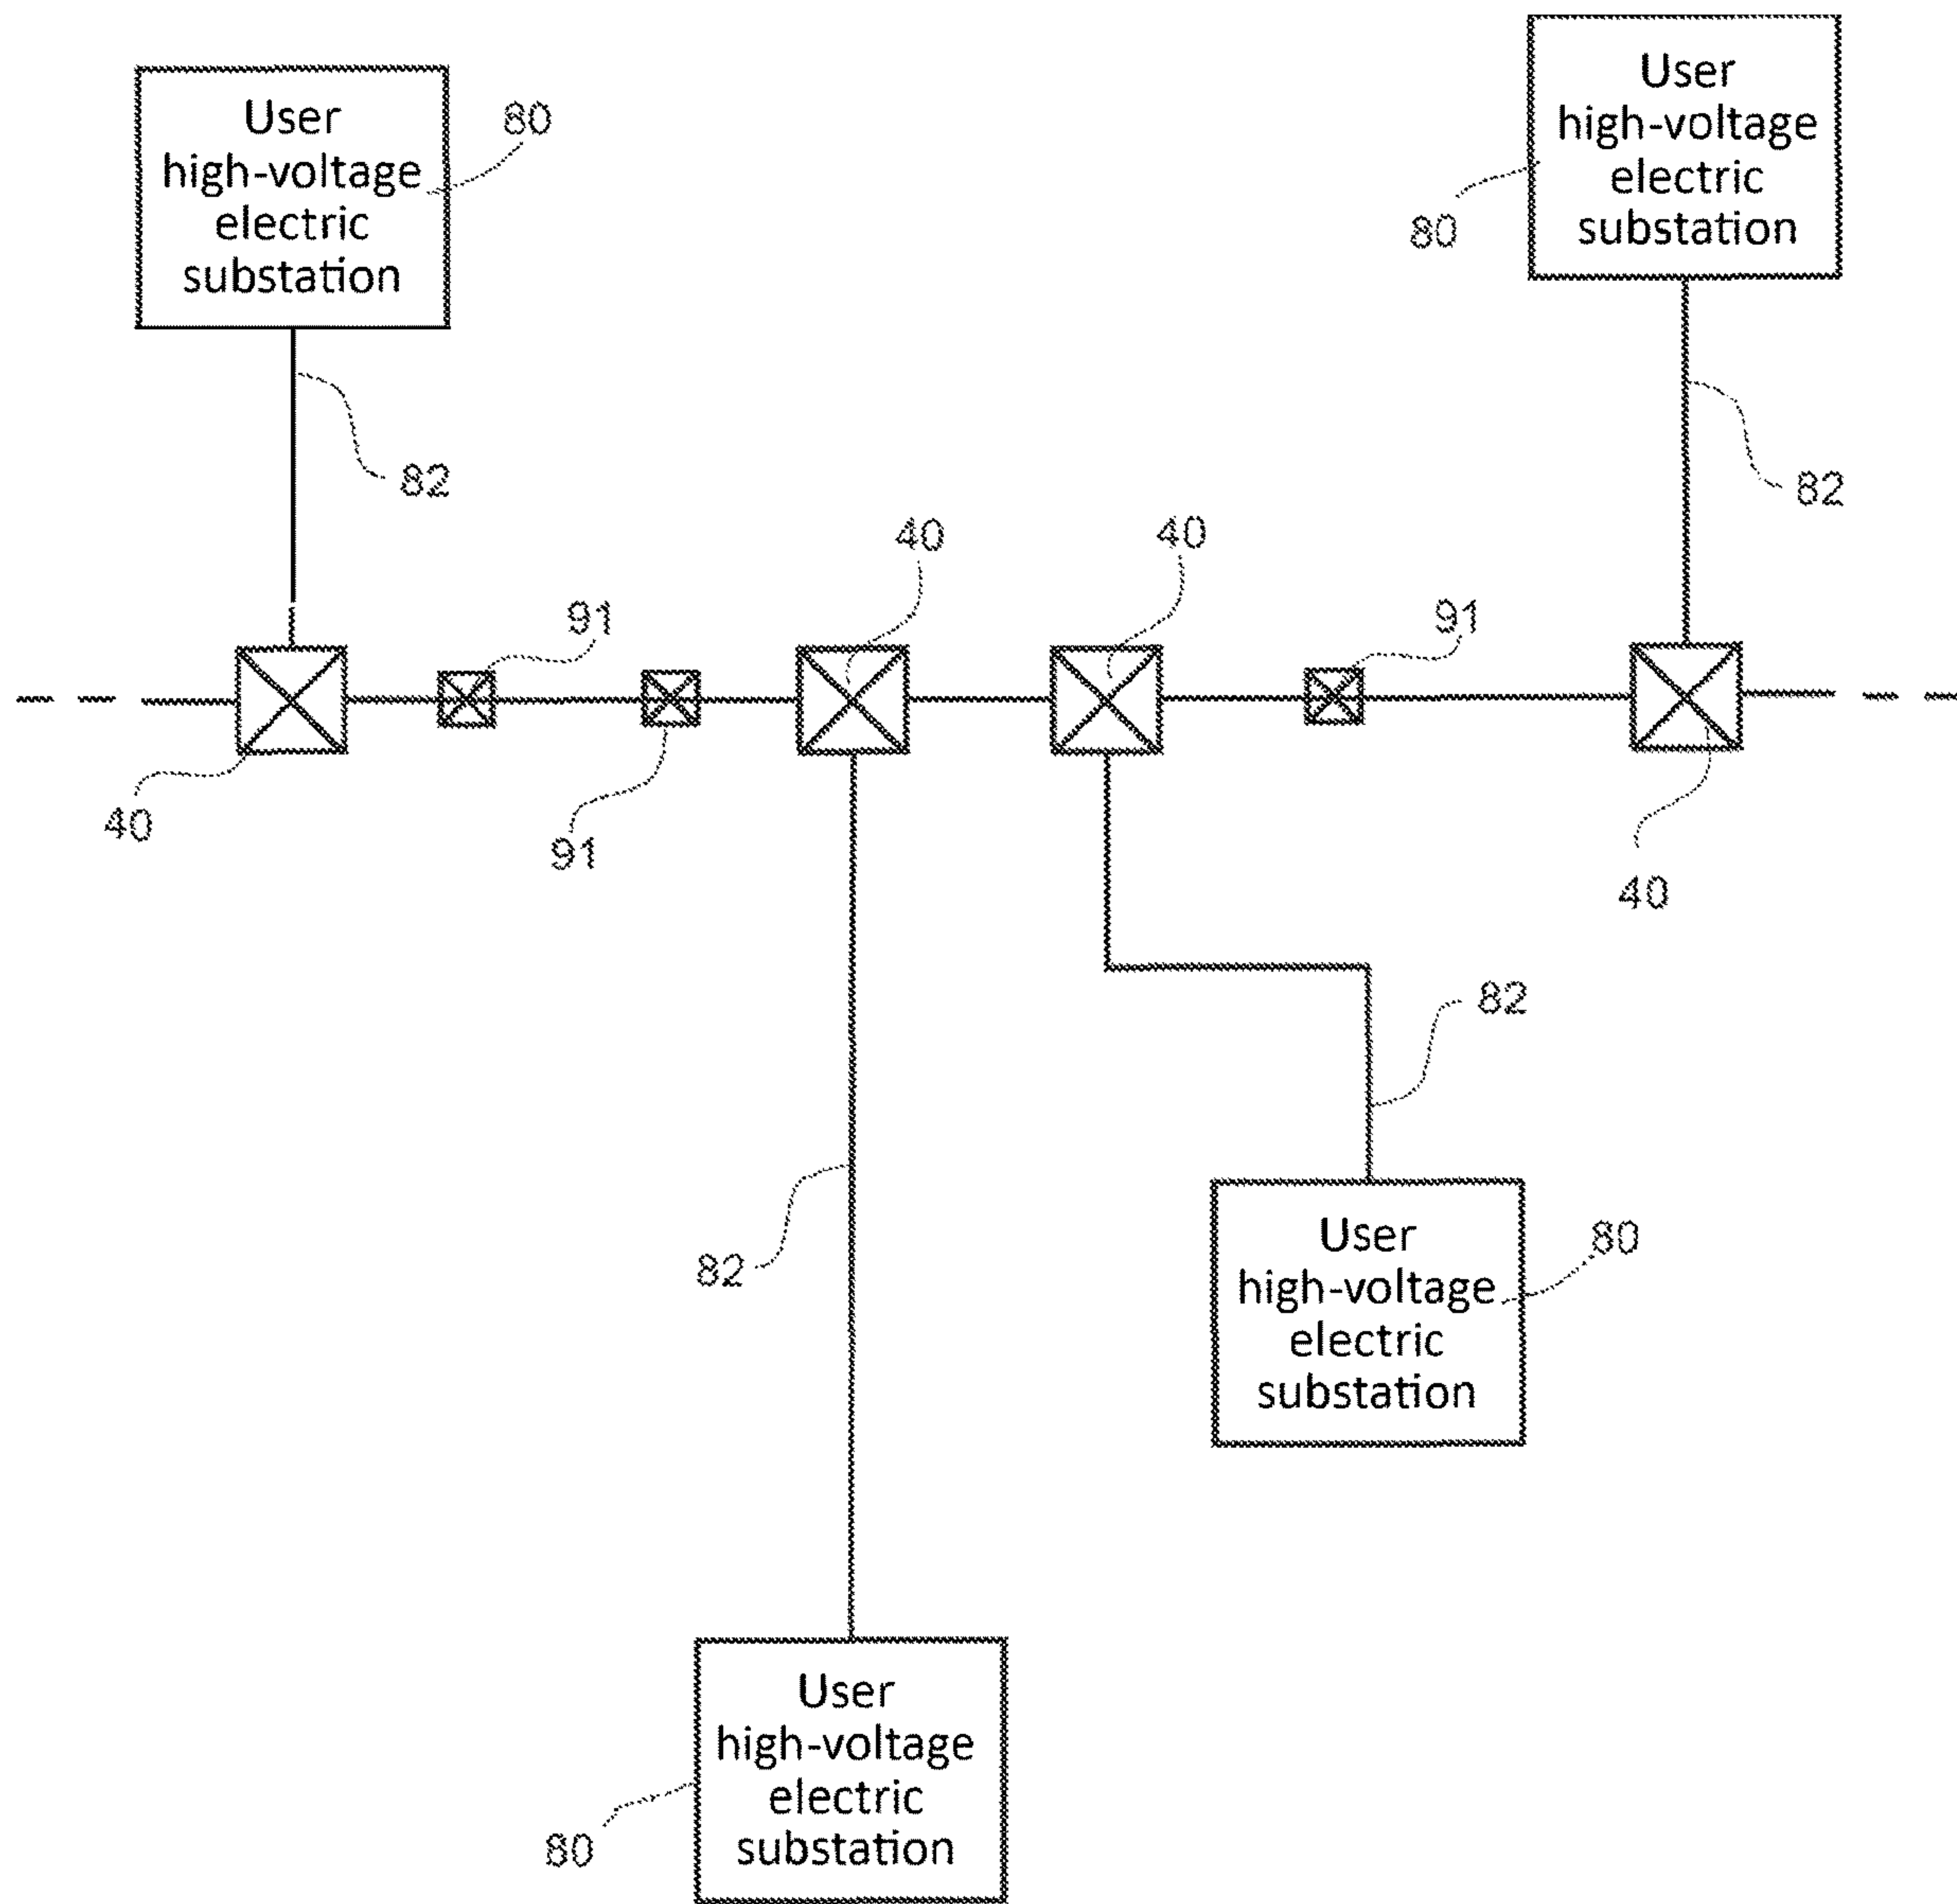 User
high-voltage
electric
substation
80
User
high-voltage
electric
substation
80
82
82
40
40
91
91
40
91
40
82
82
User
high-voltage
electric
substation
80
User
high-voltage
electric
substation
80